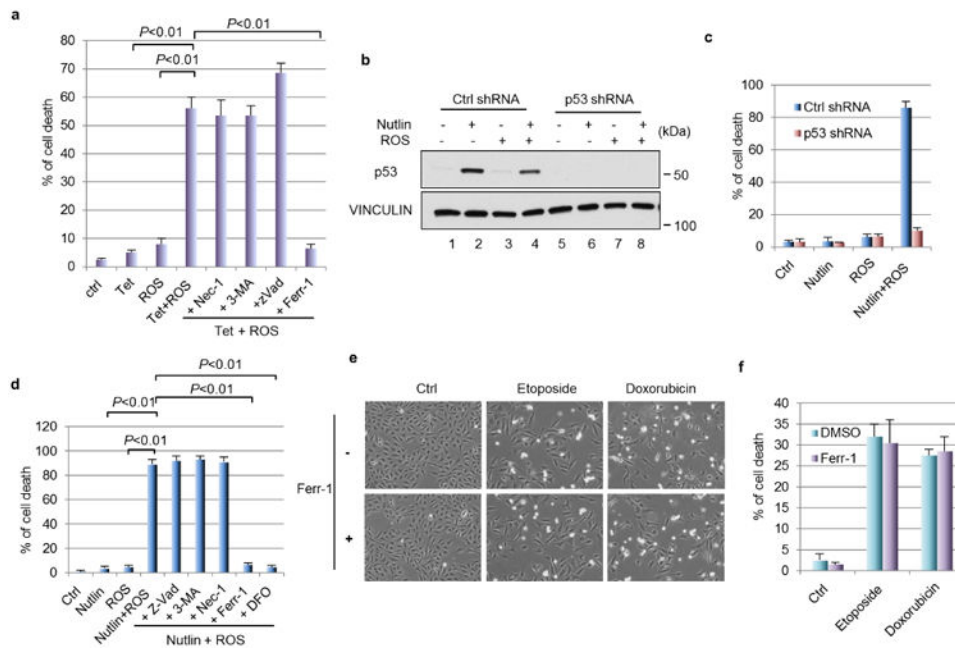 a
P<0.01
P<0.01
P<0.01
% of cell death
80
70
60
50
40
30
20
10
0
ctrl
Tet
ROS
Tet+ROS
+ Nec-1
+ 3-MA
+zVad
+ Ferr-1
Tet + ROS
b
Ctrl shRNA p53 shRNA
Nutlin - + - + - + - + (kDa)
ROS - - + + - - + +
p53 – 50
VINCULIN – 100
1 2 3 4 5 6 7 8
c
% of cell death
100
80
60
40
20
0
Ctrl shRNA
p53 shRNA
Ctrl
Nutlin
ROS
Nutlin+ROS
d
P<0.01
P<0.01
P<0.01
P<0.01
% of cell death
120
100
80
60
40
20
0
Ctrl
Nutlin
ROS
Nutlin+ROS
+ Z-Vad
+ 3-MA
+ Nec-1
+ Ferr-1
+ DFO
Nutlin + ROS
e
Ctrl Etoposide Doxorubicin
Ferr-1
-
+
f
% of cell death
40
35
30
25
20
15
10
5
0
DMSO
Ferr-1
Ctrl
Etoposide
Doxorubicin